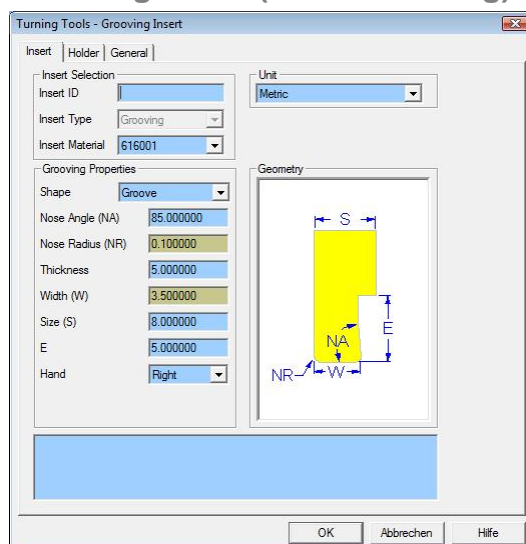 Turning Tools - Grooving Insert
Insert Holder General
Insert Selection
Insert ID
Insert Type Grooving
Insert Material 616001
Unit
Metric
Grooving Properties
Shape Groove
Nose Angle (NA) 85.000000
Nose Radius (NR) 0.100000
Thickness 5.000000
Width (W) 3.500000
Size (S) 8.000000
E 5.000000
Hand Right
Geometry
S
E
NA
NR
W
OK Abbrechen Hilfe